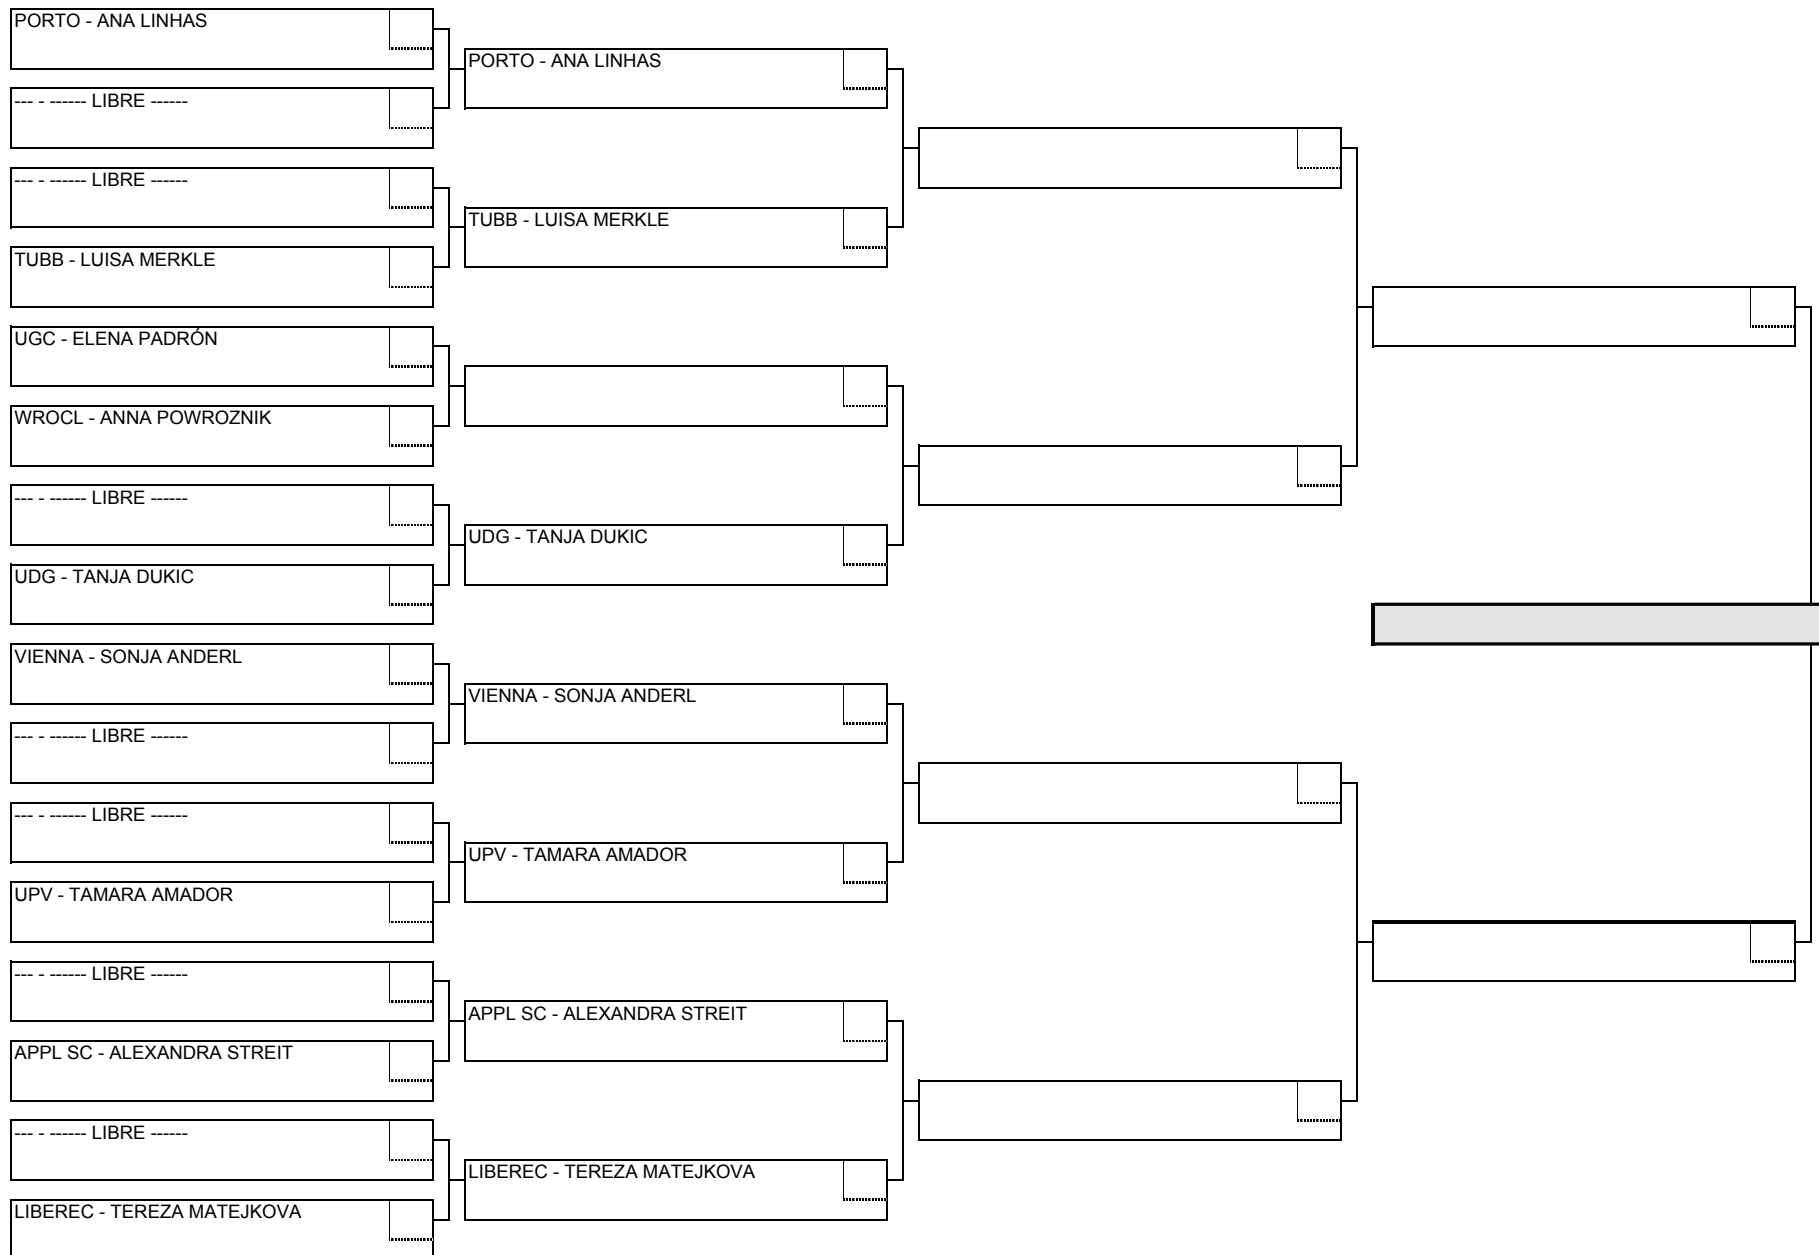 PORTO - ANA LINHAS
--- - ------ LIBRE ------
--- - ------ LIBRE ------
TUBB - LUISA MERKLE
UGC - ELENA PADRÓN
WROCL - ANNA POWROZNIK
--- - ------ LIBRE ------
UDG - TANJA DUKIC
VIENNA - SONJA ANDERL
--- - ------ LIBRE ------
--- - ------ LIBRE ------
UPV - TAMARA AMADOR
--- - ------ LIBRE ------
APPL SC - ALEXANDRA STREIT
--- - ------ LIBRE ------
LIBEREC - TEREZA MATEJKOVA
PORTO - ANA LINHAS
TUBB - LUISA MERKLE
UDG - TANJA DUKIC
VIENNA - SONJA ANDERL
UPV - TAMARA AMADOR
APPL SC - ALEXANDRA STREIT
LIBEREC - TEREZA MATEJKOVA